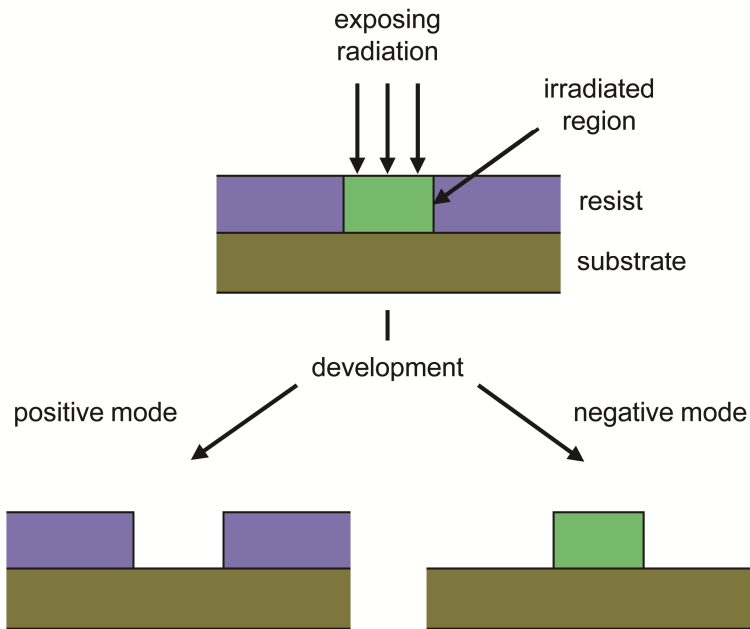 exposing
radiation
irradiated
region
resist
substrate
development
positive mode
negative mode